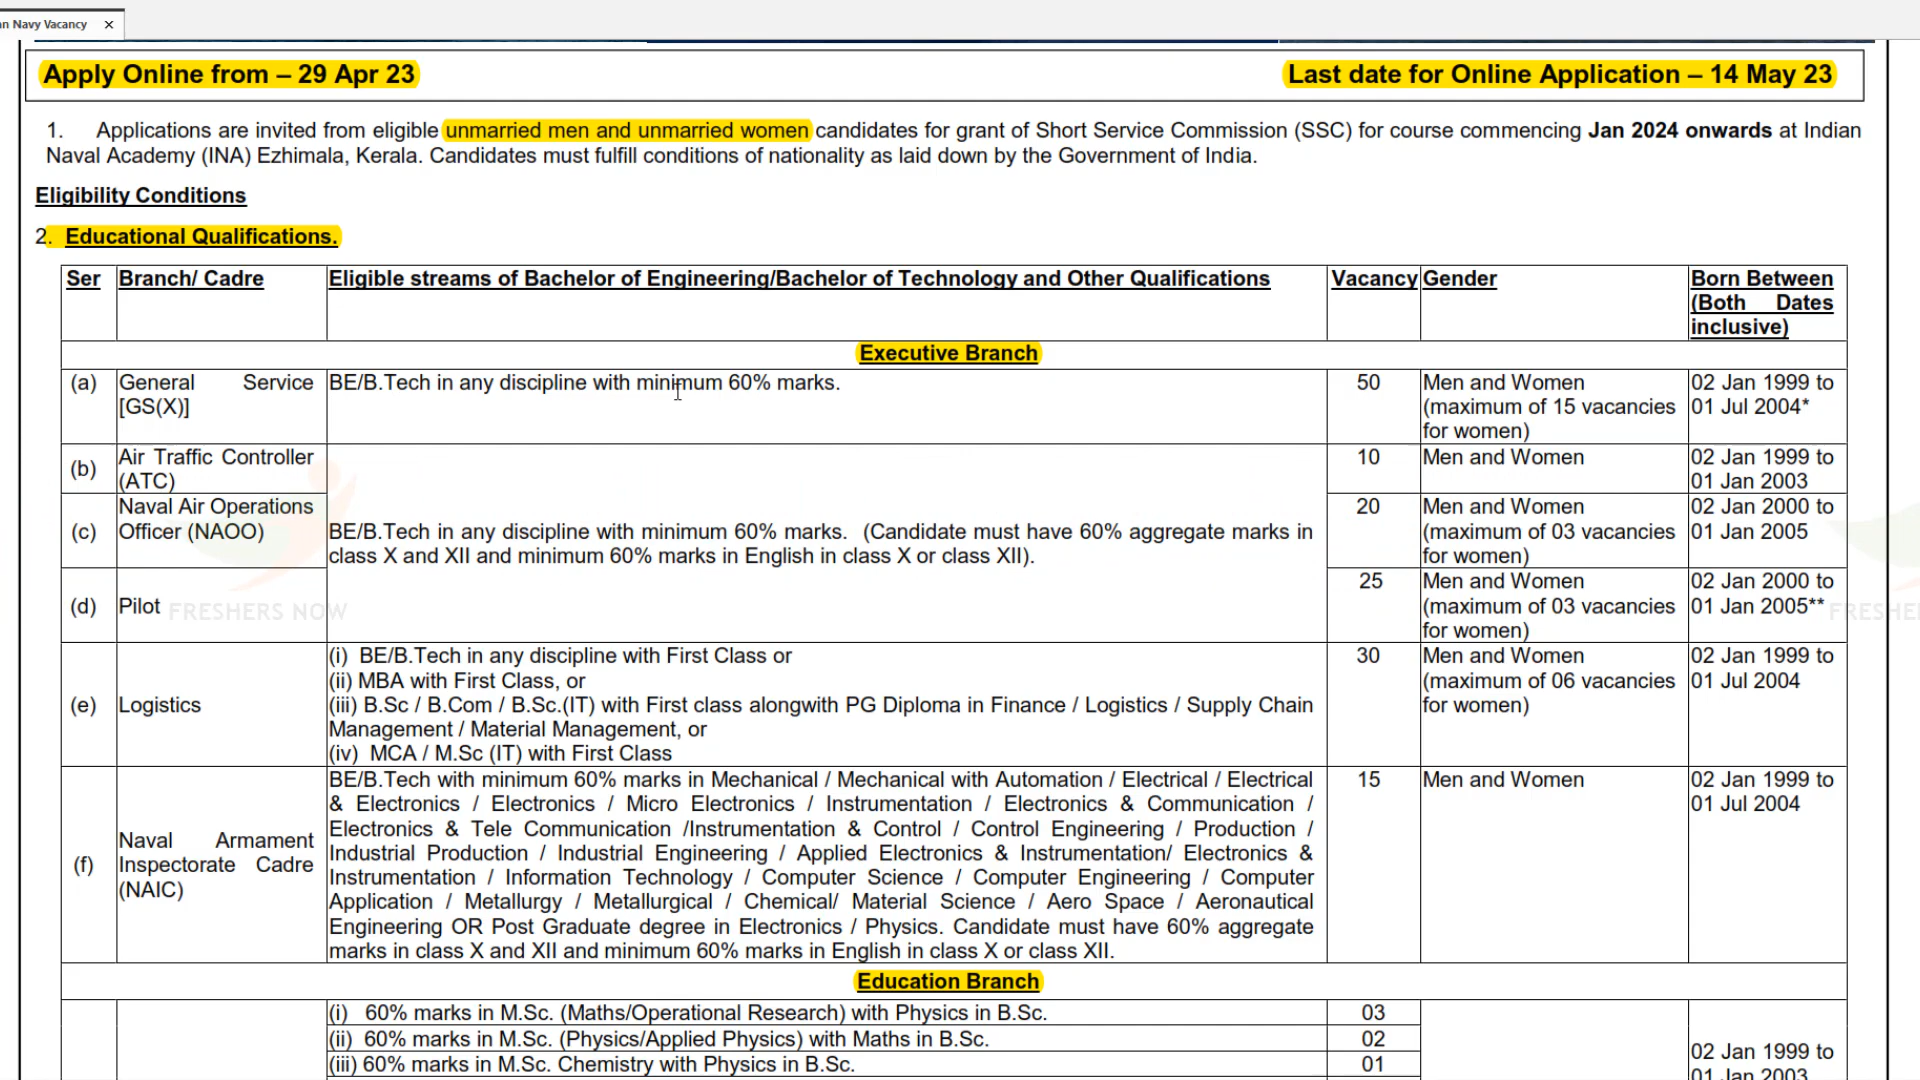 an Navy Vacancy ×
Apply Online from – 29 Apr 23 Last date for Online Application – 14 May 23
1. Applications are invited from eligible unmarried men and unmarried women candidates for grant of Short Service Commission (SSC) for course commencing Jan 2024 onwards at Indian
Naval Academy (INA) Ezhimala, Kerala. Candidates must fulfill conditions of nationality as laid down by the Government of India.
Eligibility Conditions
2. Educational Qualifications.
Ser Branch/ Cadre Eligible streams of Bachelor of Engineering/Bachelor of Technology and Other Qualifications Vacancy Gender Born Between
(Both Dates
inclusive)
Executive Branch
(a) General Service BE/B.Tech in any discipline with minimum 60% marks. 50 Men and Women 02 Jan 1999 to
[GS(X)] (maximum of 15 vacancies 01 Jul 2004*
for women)
(b) Air Traffic Controller 10 Men and Women 02 Jan 1999 to
(ATC) 01 Jan 2003
Naval Air Operations 20 Men and Women 02 Jan 2000 to
(c) Officer (NAOO) BE/B.Tech in any discipline with minimum 60% marks. (Candidate must have 60% aggregate marks in (maximum of 03 vacancies 01 Jan 2005
class X and XII and minimum 60% marks in English in class X or class XII). for women)
25 Men and Women 02 Jan 2000 to
(d) Pilot FRESHERS NOW (maximum of 03 vacancies 01 Jan 2005** FRESHE
for women)
(i) BE/B.Tech in any discipline with First Class or 30 Men and Women 02 Jan 1999 to
(ii) MBA with First Class, or (maximum of 06 vacancies 01 Jul 2004
(e) Logistics (iii) B.Sc / B.Com / B.Sc.(IT) with First class alongwith PG Diploma in Finance / Logistics / Supply Chain for women)
Management / Material Management, or
(iv) MCA / M.Sc (IT) with First Class
BE/B.Tech with minimum 60% marks in Mechanical / Mechanical with Automation / Electrical / Electrical 15 Men and Women 02 Jan 1999 to
& Electronics / Electronics / Micro Electronics / Instrumentation / Electronics & Communication / 01 Jul 2004
Electronics & Tele Communication /Instrumentation & Control / Control Engineering / Production /
Naval Armament Industrial Production / Industrial Engineering / Applied Electronics & Instrumentation/ Electronics &
(f) Inspectorate Cadre Instrumentation / Information Technology / Computer Science / Computer Engineering / Computer
(NAIC) Application / Metallurgy / Metallurgical / Chemical/ Material Science / Aero Space / Aeronautical
Engineering OR Post Graduate degree in Electronics / Physics. Candidate must have 60% aggregate
marks in class X and XII and minimum 60% marks in English in class X or class XII.
Education Branch
(i) 60% marks in M.Sc. (Maths/Operational Research) with Physics in B.Sc. 03
(ii) 60% marks in M.Sc. (Physics/Applied Physics) with Maths in B.Sc. 02
(iii) 60% marks in M.Sc. Chemistry with Physics in B.Sc. 01 02 Jan 1999 to
01 Jan 2003